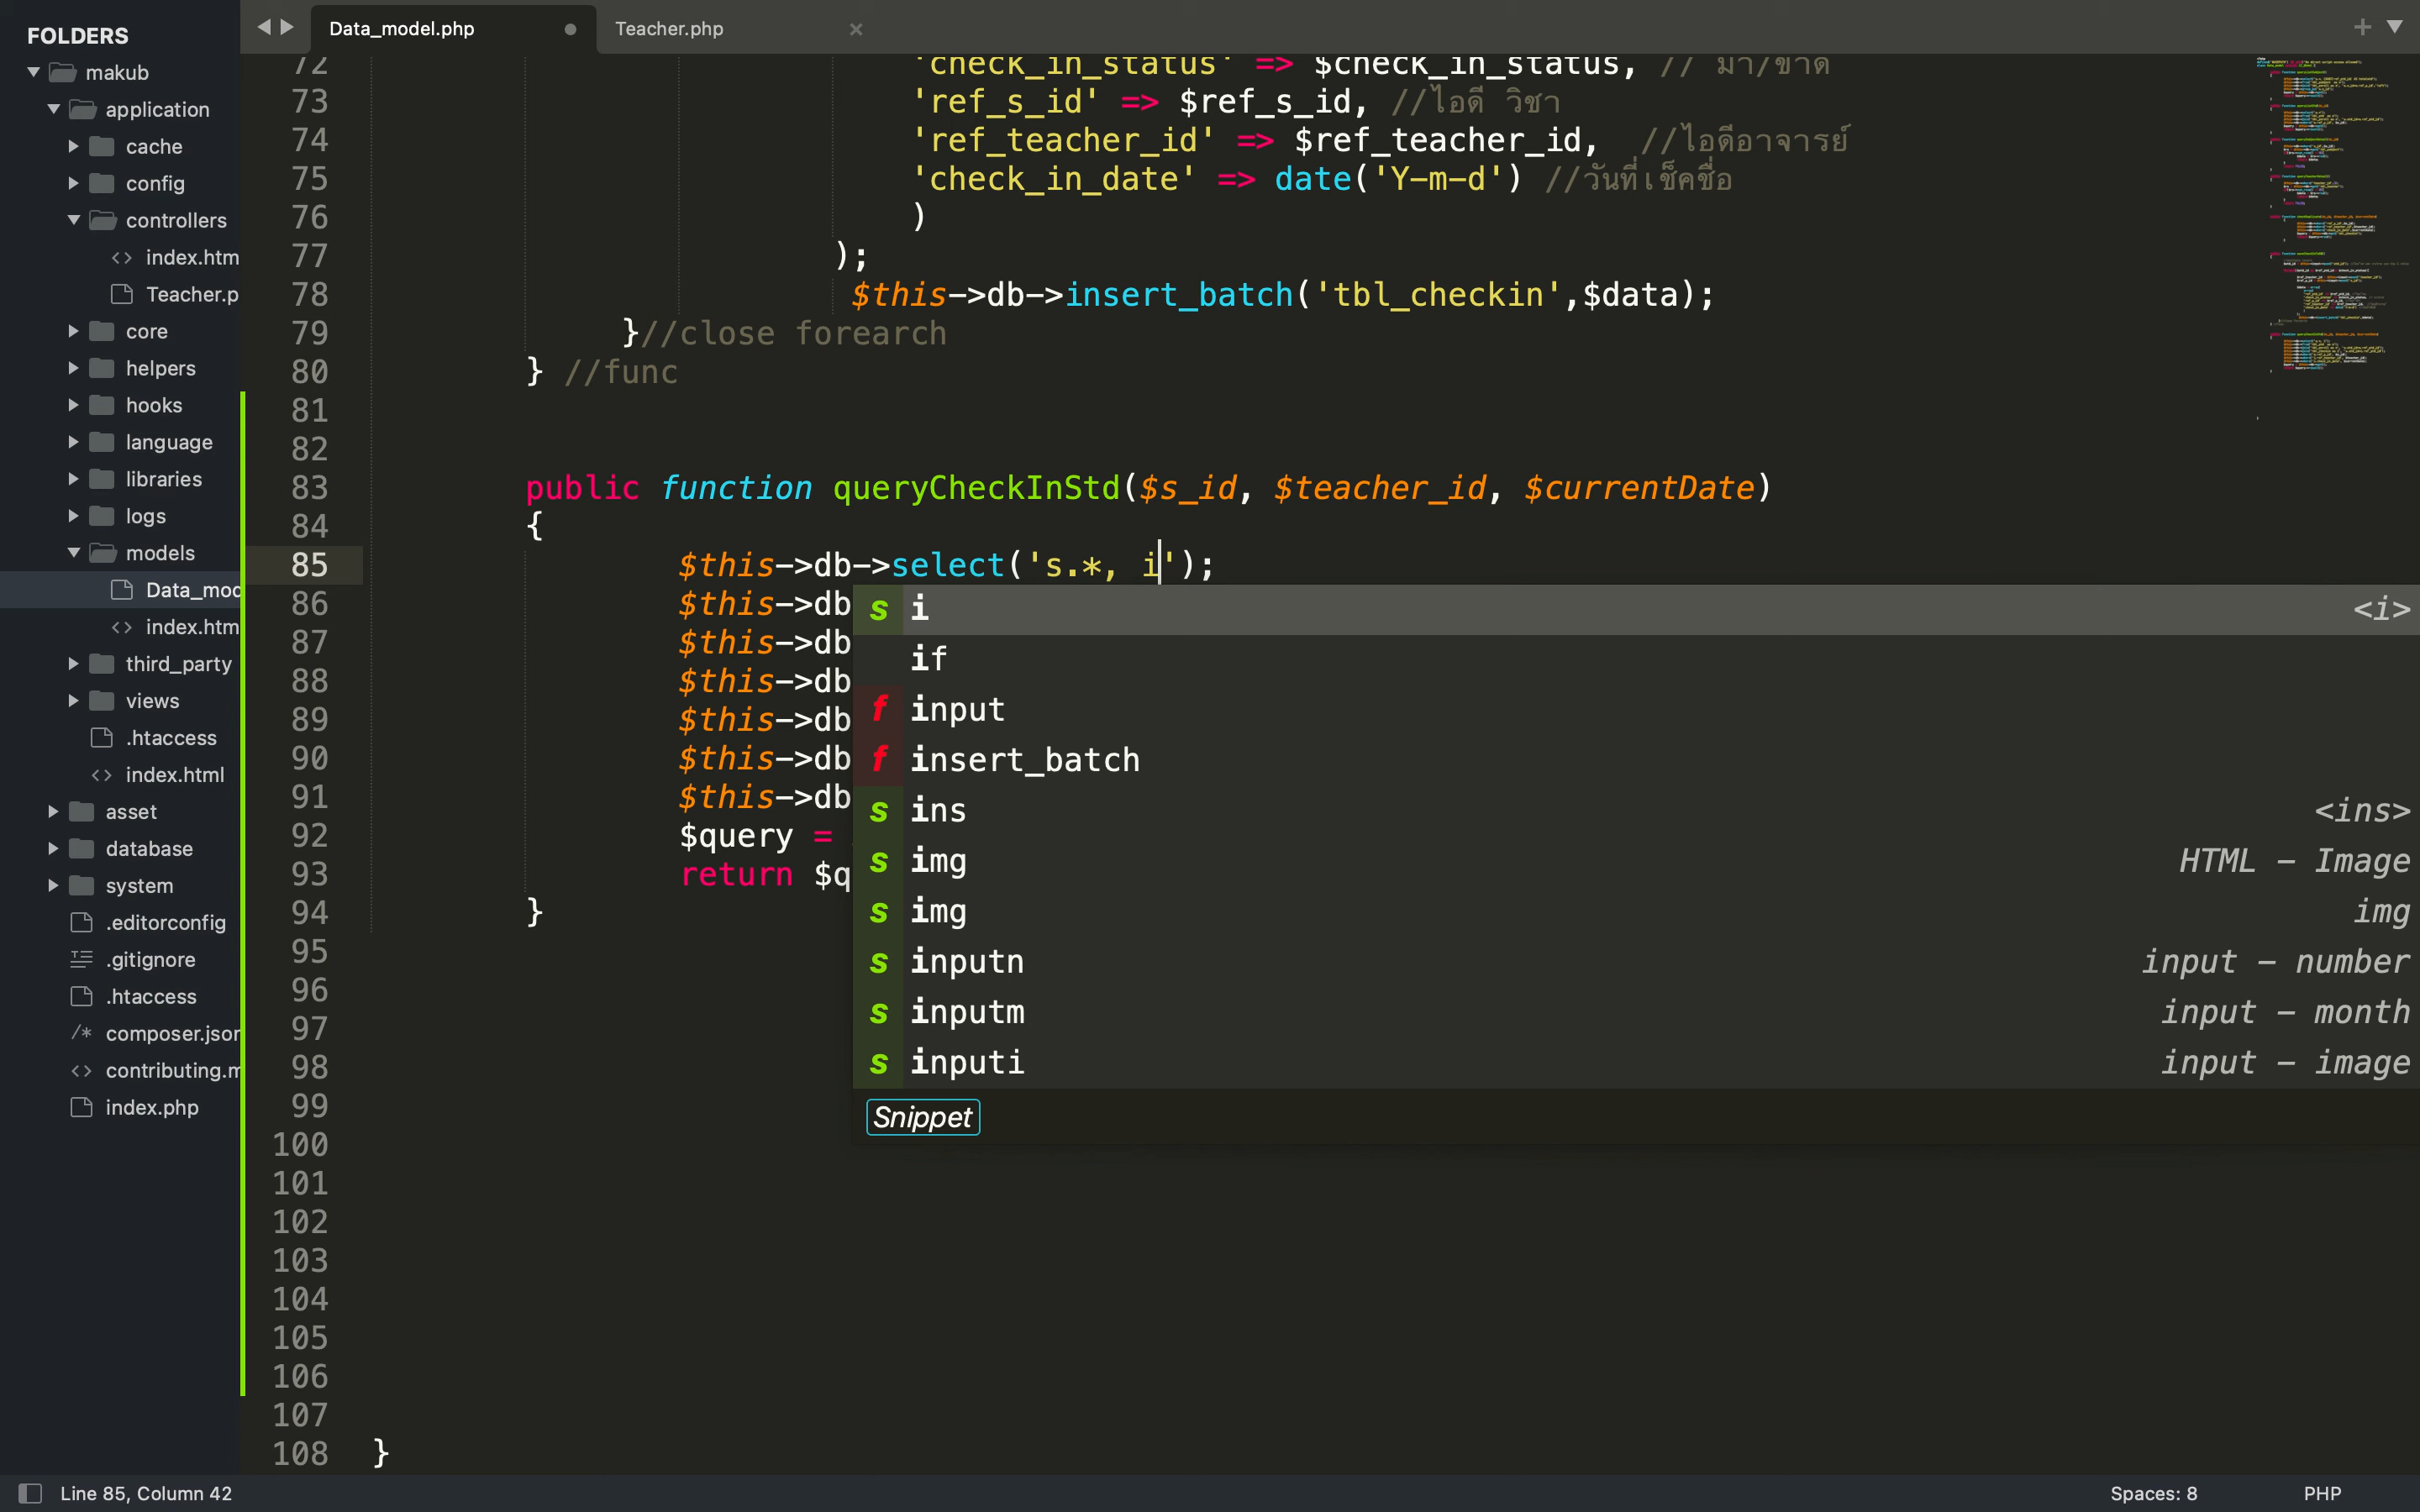 FOLDERS
makub
application
cache
config
controllers
index.htm
Teacher.p
core
helpers
hooks
language
libraries
logs
models
Data_mod
index.htm
third_party
views
.htaccess
index.html
asset
database
system
.editorconfig
.gitignore
.htaccess
composer.jsor
contributing.m
index.php
Data_model.php
Teacher.php
72 'check_in_status' => $check_in_status, // มา/ขาด
73 'ref_s_id' => $ref_s_id, //ไอดี วิชา
74 'ref_teacher_id' => $ref_teacher_id, //ไอดีอาจารย์
75 'check_in_date' => date('Y-m-d') //วันที่เช็คชื่อ
76 )
77 );
78 $this->db->insert_batch('tbl_checkin',$data);
79 }//close forearch
80 } //func
81
82
83 public function queryCheckInStd($s_id, $teacher_id, $currentDate)
84 {
85 $this->db->select('s.*, i');
86 $this->db
87 $this->db
88 $this->db
89 $this->db
90 $this->db
91 $this->db
92 $query =
93 return $q
94 }
95
96
97
98
99
100
101
102
103
104
105
106
107
108 }
s i <i>
if
f input
f insert_batch
s ins <ins>
s img HTML – Image
s img img
s inputn input – number
s inputm input – month
s inputi input – image
Snippet
Line 85, Column 42
Spaces: 8
PHP